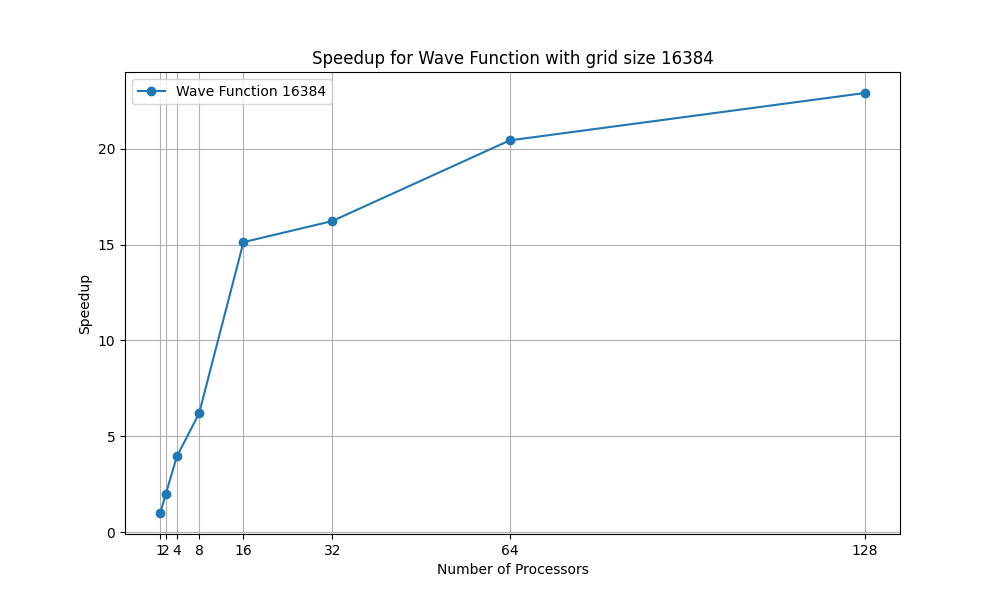 Speedup for Wave Function with grid size 16384
Wave Function 16384
Speedup
20
15
10
5
0
1 2 4 8 16 32 64 128
Number of Processors